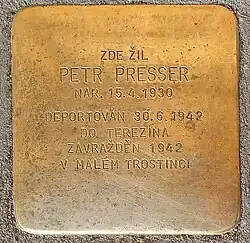 ZDE ŽIL
PETR PRESSER
NAR. 15.4.1930
DEPORTOVÁN 30.6.1942
DO TEREZÍNA
ZAVRAŽDĚN 1942
V MALÉM TROSTINCI